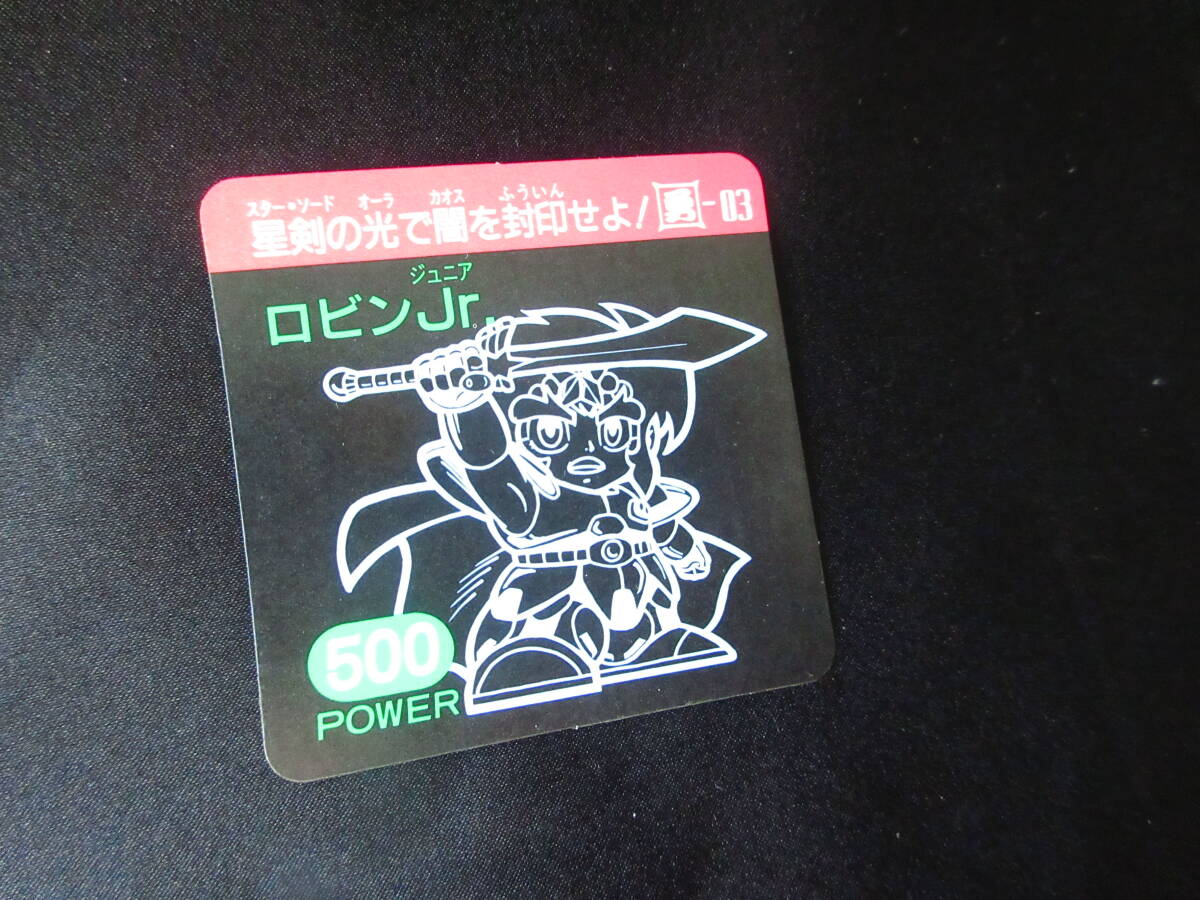 スター・ソード オーラ カオス ふういん
星剣の光で闇を封印せよ! 勇-03
ジュニア
ロビンJr.
500
POWER